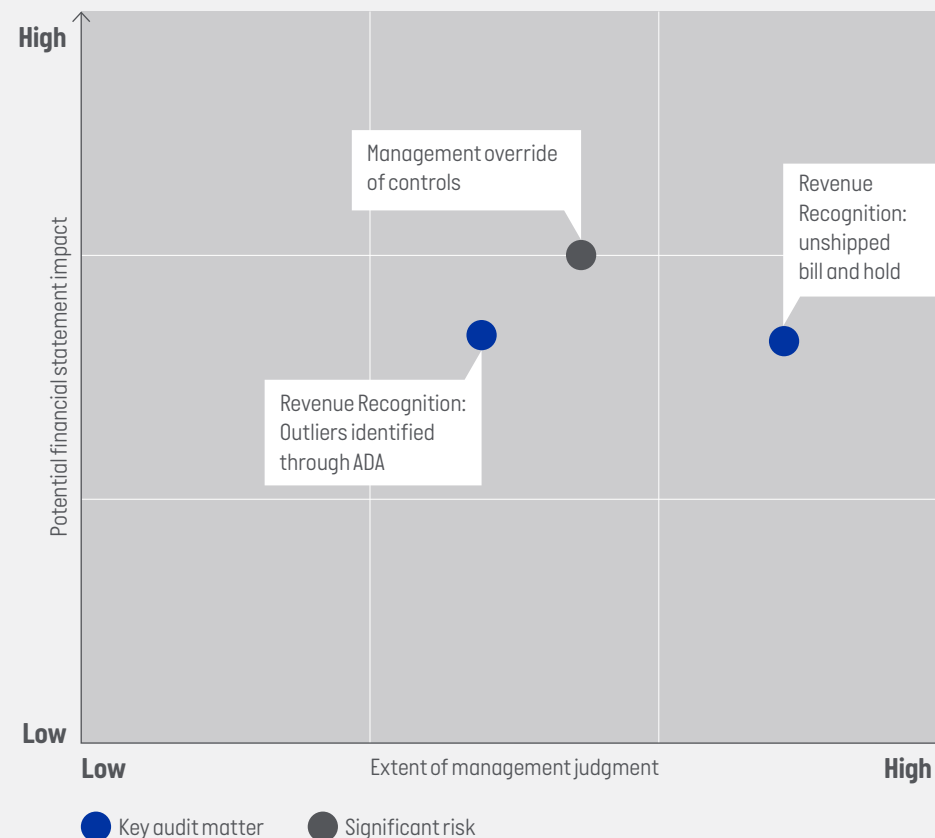 High
Management override
of controls
Revenue
Recognition:
unshipped
bill and hold
Potential financial statement impact
Revenue Recognition:
Outliers identified
through ADA
Low
Low
Extent of management judgment
High
Key audit matter
Significant risk